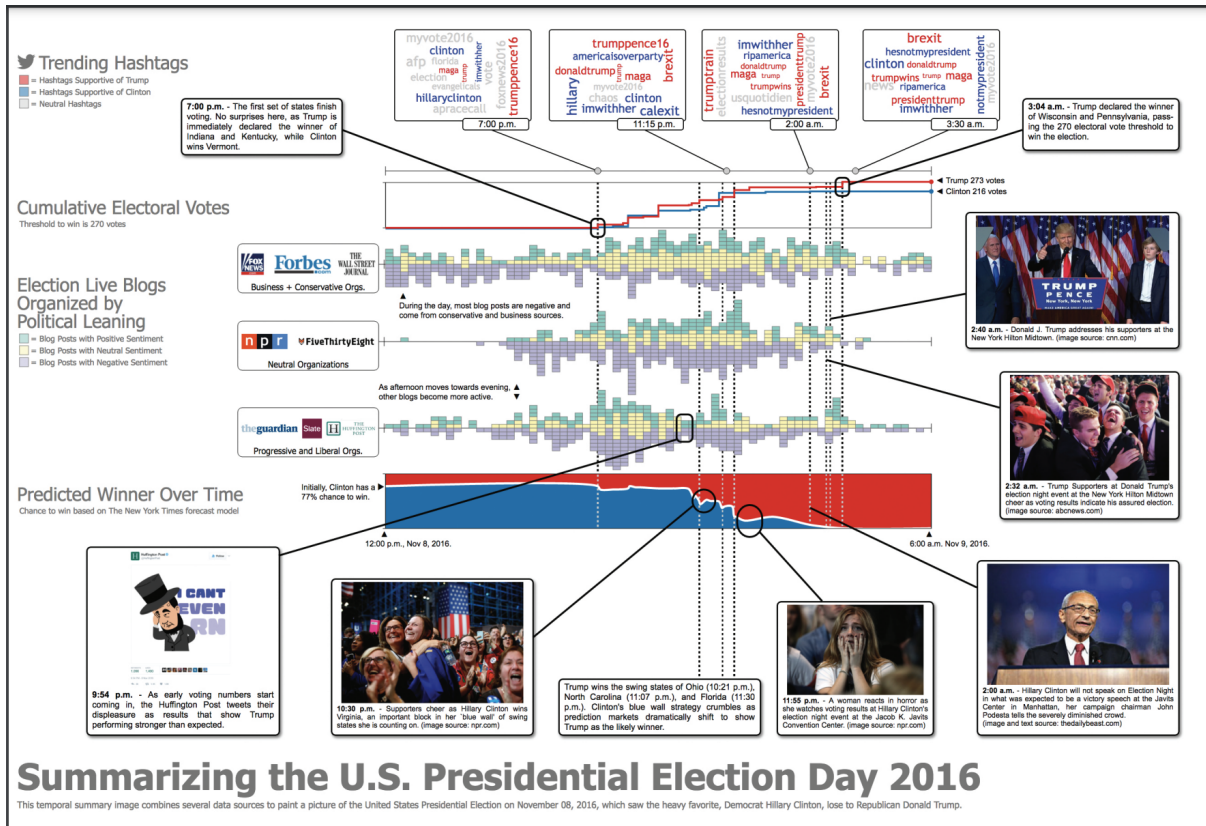 Trending Hashtags
= Hashtags Supportive of Trump
= Hashtags Supportive of Clinton
= Neutral Hashtags
myvote2016
clinton
afp
florida
maga
trump
imwithher
vote
foxnews2016
trumppence16
election
evangelicals
hillaryclinton
apracecall
7:00 p.m.
trumppence16
americaisoverparty
donaldtrump
trump
maga
brexit
myvote2016
hillary
chaos
clinton
imwithher
calexit
11:15 p.m.
trumptrain
electionresults
imwithher
ripamerica
donaldtrump
maga
trump
trumpwins
usquotidien
presidenttrump
myvote2016
brexit
hesnotmypresident
2:00 a.m.
brexit
hesnotmypresident
clinton
donaldtrump
trumpwins
trump
maga
news
ripamerica
presidenttrump
imwithher
notmypresident
myvote2016
3:30 a.m.
7:00 p.m. - The first set of states finish
voting. No surprises here, as Trump is
immediately declared the winner of
Indiana and Kentucky, while Clinton
wins Vermont.
3:04 a.m. - Trump declared the winner
of Wisconsin and Pennsylvania, pass-
ing the 270 electoral vote threshold to
win the election.
Cumulative Electoral Votes
Threshold to win is 270 votes
Trump 273 votes
Clinton 216 votes
Election Live Blogs
Organized by
Political Leaning
= Blog Posts with Positive Sentiment
= Blog Posts with Neutral Sentiment
= Blog Posts with Negative Sentiment
FOX
NEWS
Forbes
THE
WALL STREET
JOURNAL
Business + Conservative Orgs.
During the day, most blog posts are negative and
come from conservative and business sources.
npr
FiveThirtyEight
Neutral Organizations
As afternoon moves towards evening,
other blogs become more active.
theguardian
Slate
H
THE
HUFFINGTON
POST
Progressive and Liberal Orgs.
TRUMP
PENCE
New York, New York
2:40 a.m. - Donald J. Trump addresses his supporters at the
New York Hilton Midtown. (image source: cnn.com)
2:32 a.m. - Trump Supporters at Donald Trump's
election night event at the New York Hilton Midtown
cheer as voting results indicate his assured election.
(image source: abcnews.com)
Predicted Winner Over Time
Chance to win based on The New York Times forecast model
Initially, Clinton has a
77% chance to win.
12:00 p.m., Nov 8, 2016.
6:00 a.m. Nov 9, 2016.
Huffington Post
I CANT
EVEN
RN
9:54 p.m. - As early voting numbers start
coming in, the Huffington Post tweets their
displeasure as results that show Trump
performing stronger than expected.
10:30 p.m. - Supporters cheer as Hillary Clinton wins
Virginia, an important block in her `blue wall' of swing
states she is counting on. (image source: npr.com)
Trump wins the swing states of Ohio (10:21 p.m.),
North Carolina (11:07 p.m.), and Florida (11:30
p.m.). Clinton's blue wall strategy crumbles as
prediction markets dramatically shift to show
Trump as the likely winner.
11:55 p.m. - A woman reacts in horror as
she watches voting results at Hillary Clinton's
election night event at the Jacob K. Javits
Convention Center. (image source: npr.com)
2:00 a.m. - Hillary Clinton will not speak on Election Night
in what was expected to be a victory speech at the Javits
Center in Manhattan, her campaign chairman John
Podesta tells the severely diminished crowd.
(image and text source: thedailybeast.com)
Summarizing the U.S. Presidential Election Day 2016
This temporal summary image combines several data sources to paint a picture of the United States Presidential Election on November 08, 2016, which saw the heavy favorite, Democrat Hillary Clinton, lose to Republican Donald Trump.